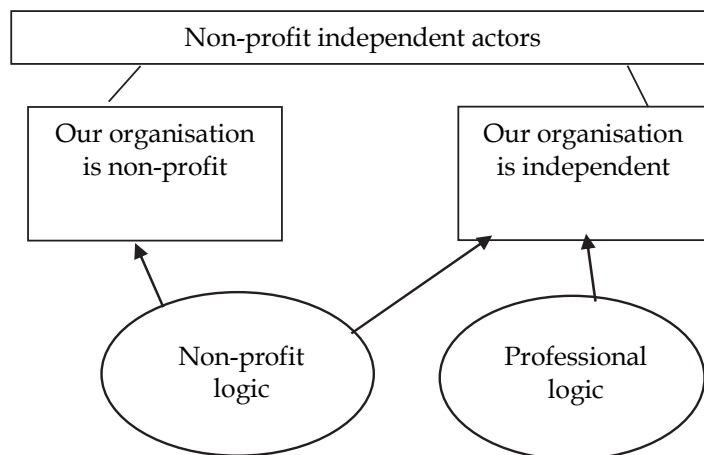 Non-profit independent actors
Our organisation
is non-profit
Our organisation
is independent
Non-profit
logic
Professional
logic